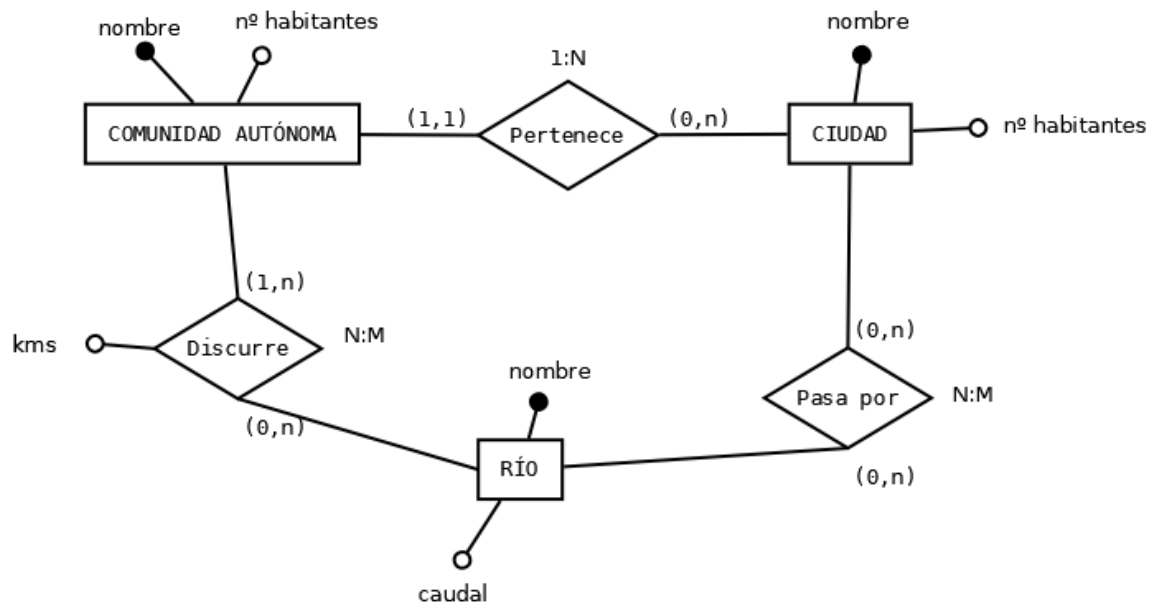 nombre
nº habitantes
nombre
1:N
COMUNIDAD AUTÓNOMA
(1,1)
Pertenece
(0,n)
CIUDAD
nº habitantes
(1,n)
kms
Discurre
N:M
(0,n)
(0,n)
nombre
Pasa por
N:M
(0,n)
RÍO
caudal